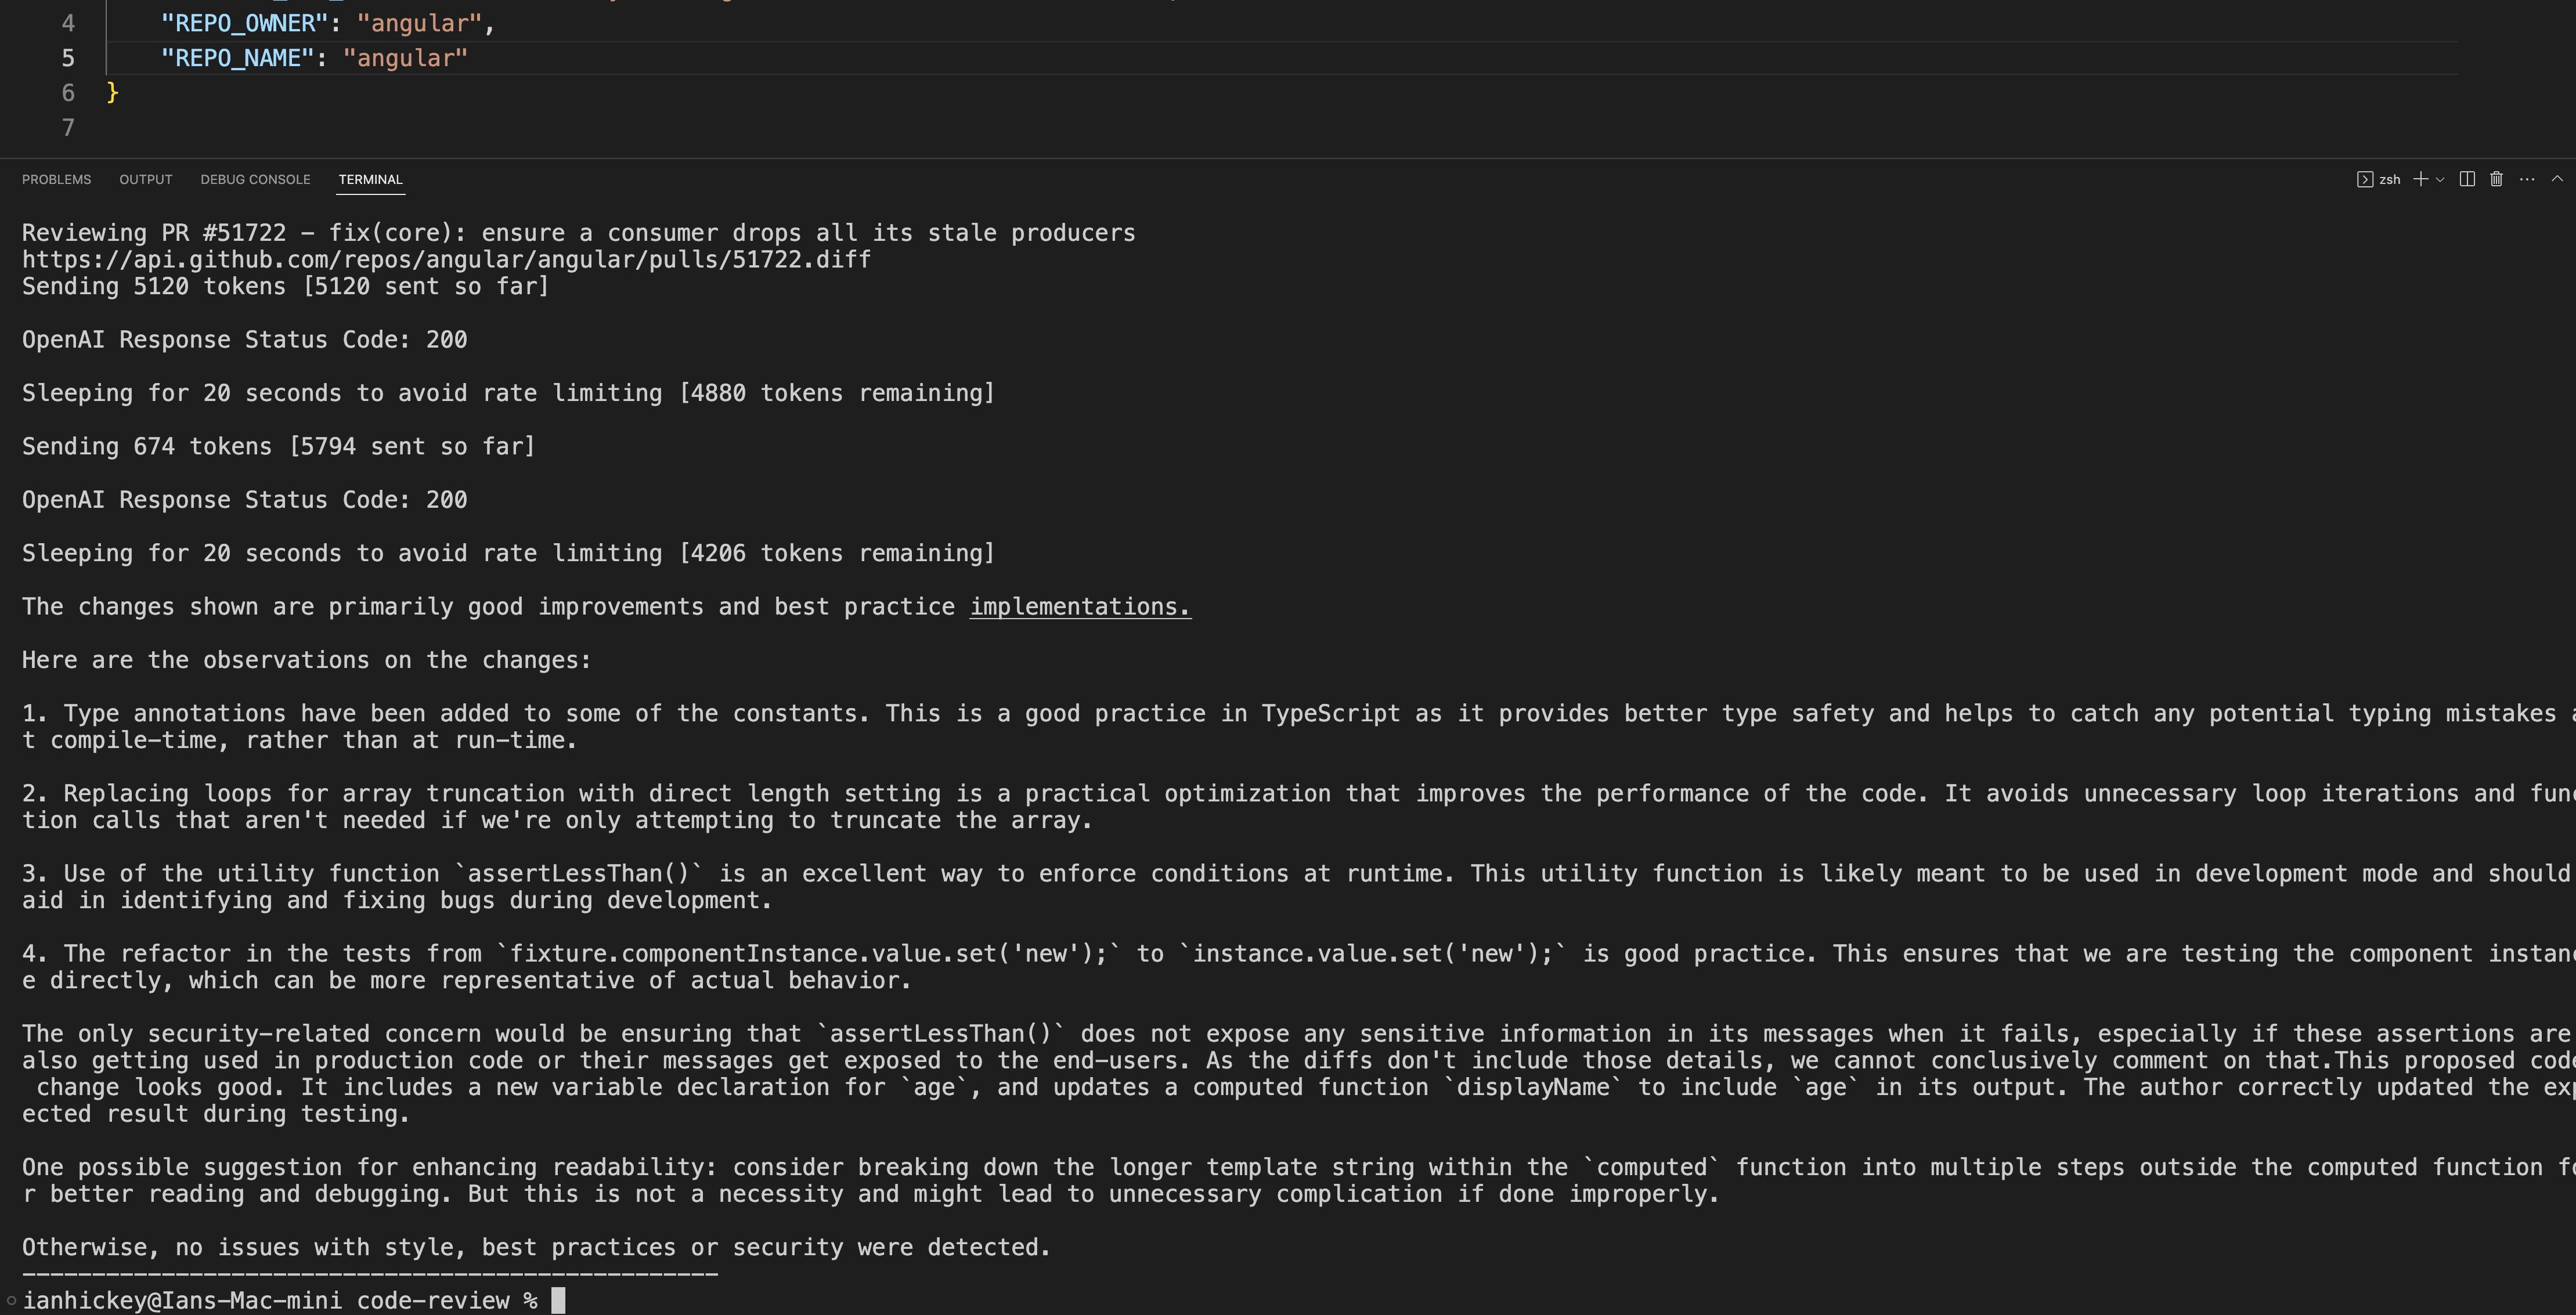 4 "REPO_OWNER": "angular",
5 "REPO_NAME": "angular"
6 }
7
PROBLEMS OUTPUT DEBUG CONSOLE TERMINAL zsh
Reviewing PR #51722 - fix(core): ensure a consumer drops all its stale producers
https://api.github.com/repos/angular/angular/pulls/51722.diff
Sending 5120 tokens [5120 sent so far]
OpenAI Response Status Code: 200
Sleeping for 20 seconds to avoid rate limiting [4880 tokens remaining]
Sending 674 tokens [5794 sent so far]
OpenAI Response Status Code: 200
Sleeping for 20 seconds to avoid rate limiting [4206 tokens remaining]
The changes shown are primarily good improvements and best practice implementations.
Here are the observations on the changes:
1. Type annotations have been added to some of the constants. This is a good practice in TypeScript as it provides better type safety and helps to catch any potential typing mistakes a
t compile-time, rather than at run-time.
2. Replacing loops for array truncation with direct length setting is a practical optimization that improves the performance of the code. It avoids unnecessary loop iterations and func
tion calls that aren't needed if we're only attempting to truncate the array.
3. Use of the utility function `assertLessThan()` is an excellent way to enforce conditions at runtime. This utility function is likely meant to be used in development mode and should
aid in identifying and fixing bugs during development.
4. The refactor in the tests from `fixture.componentInstance.value.set('new');` to `instance.value.set('new');` is good practice. This ensures that we are testing the component instanc
e directly, which can be more representative of actual behavior.
The only security-related concern would be ensuring that `assertLessThan()` does not expose any sensitive information in its messages when it fails, especially if these assertions are
also getting used in production code or their messages get exposed to the end-users. As the diffs don't include those details, we cannot conclusively comment on that.This proposed code
change looks good. It includes a new variable declaration for `age`, and updates a computed function `displayName` to include `age` in its output. The author correctly updated the exp
ected result during testing.
One possible suggestion for enhancing readability: consider breaking down the longer template string within the `computed` function into multiple steps outside the computed function fo
r better reading and debugging. But this is not a necessity and might lead to unnecessary complication if done improperly.
Otherwise, no issues with style, best practices or security were detected.
--------------------------------------------------
ianhickey@Ians-Mac-mini code-review %